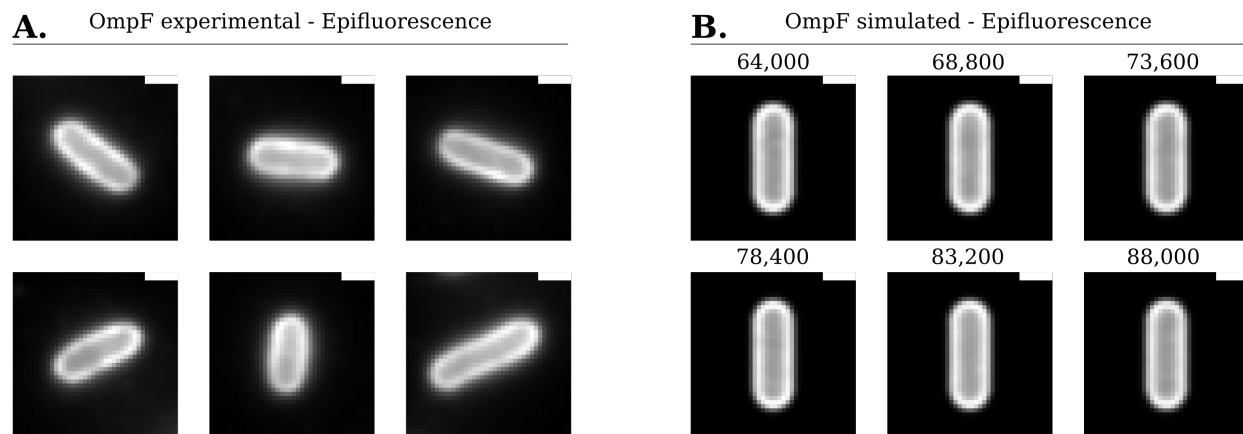 A. OmpF experimental - Epifluorescence
B. OmpF simulated - Epifluorescence
64,000 68,800 73,600
78,400 83,200 88,000